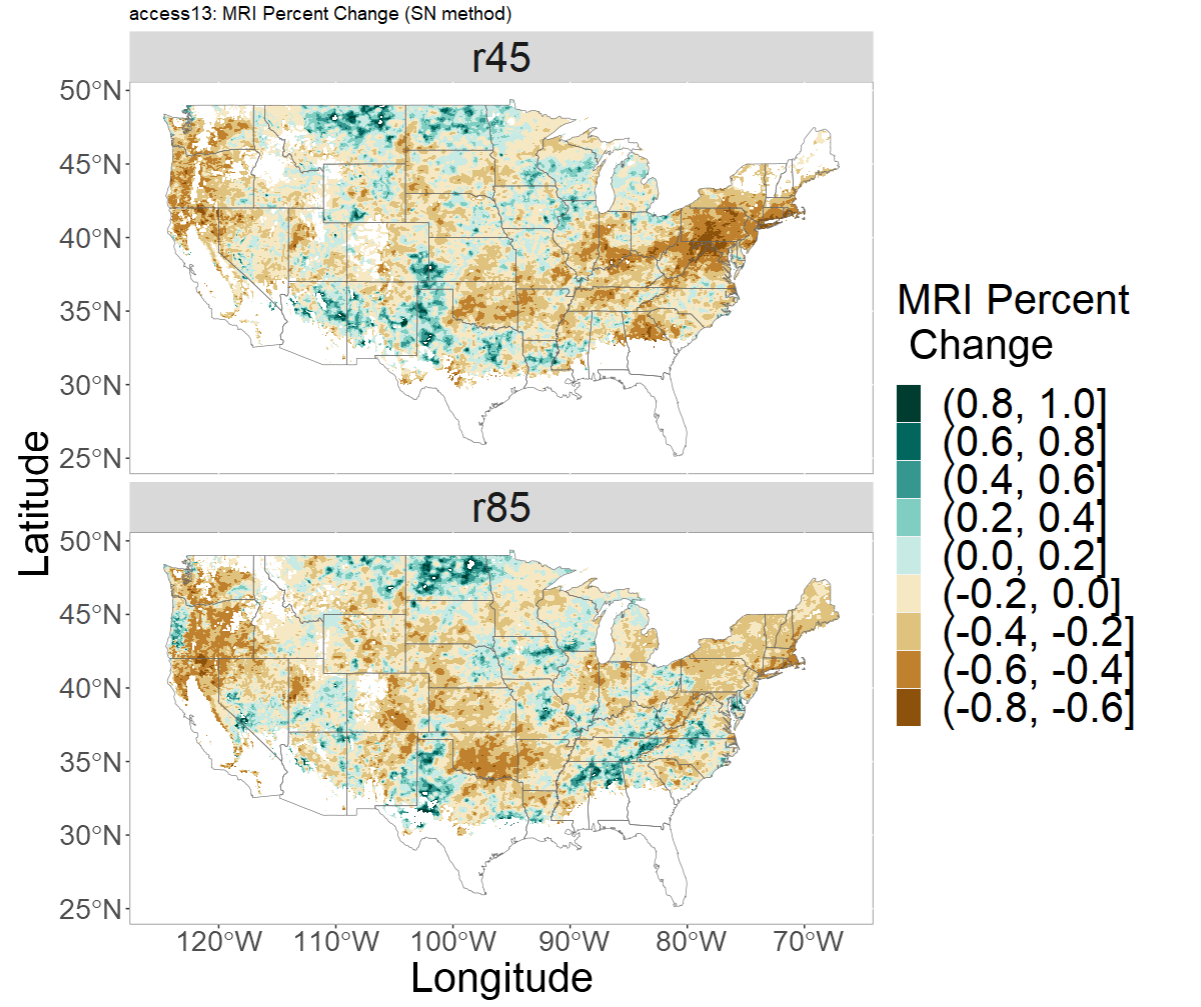 access13: MRI Percent Change (SN method)
r45
50°N
45°N
40°N
35°N
30°N
25°N
r85
50°N
45°N
40°N
35°N
30°N
25°N
120°W 110°W 100°W 90°W 80°W 70°W
Longitude
Latitude
MRI Percent
Change
(0.8, 1.0]
(0.6, 0.8]
(0.4, 0.6]
(0.2, 0.4]
(0.0, 0.2]
(-0.2, 0.0]
(-0.4, -0.2]
(-0.6, -0.4]
(-0.8, -0.6]